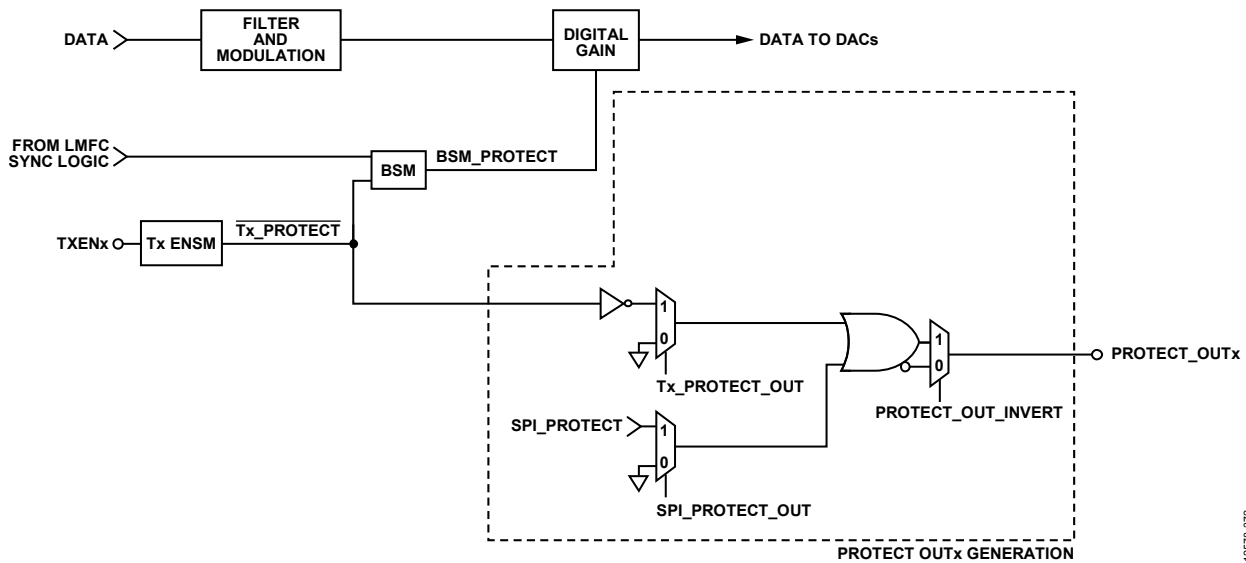 DATA
FILTER
AND
MODULATION
DIGITAL
GAIN
DATA TO DACs
FROM LMFC
SYNC LOGIC
BSM
BSM_PROTECT
TXENx
Tx ENSM
Tx_PROTECT
1
0
Tx_PROTECT_OUT
SPI_PROTECT
1
0
SPI_PROTECT_OUT
1
0
PROTECT_OUT_INVERT
PROTECT_OUTx
PROTECT OUTx GENERATION